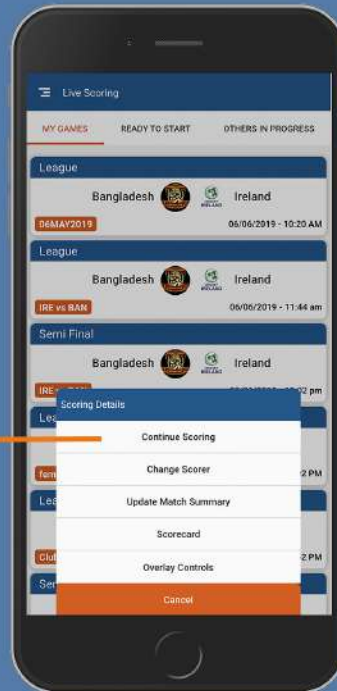 Live Scoring
MY GAMES READY TO START OTHERS IN PROGRESS
League
Bangladesh Ireland
06MAY2019 06/06/2019 - 10:20 AM
League
Bangladesh Ireland
IRE vs BAN 06/06/2019 - 11:44 am
Semi Final
Bangladesh Ireland
IRE pm
Scoring Details
Continue Scoring
Change Scorer
Update Match Summary
Scorecard
Overlay Controls
Cancel